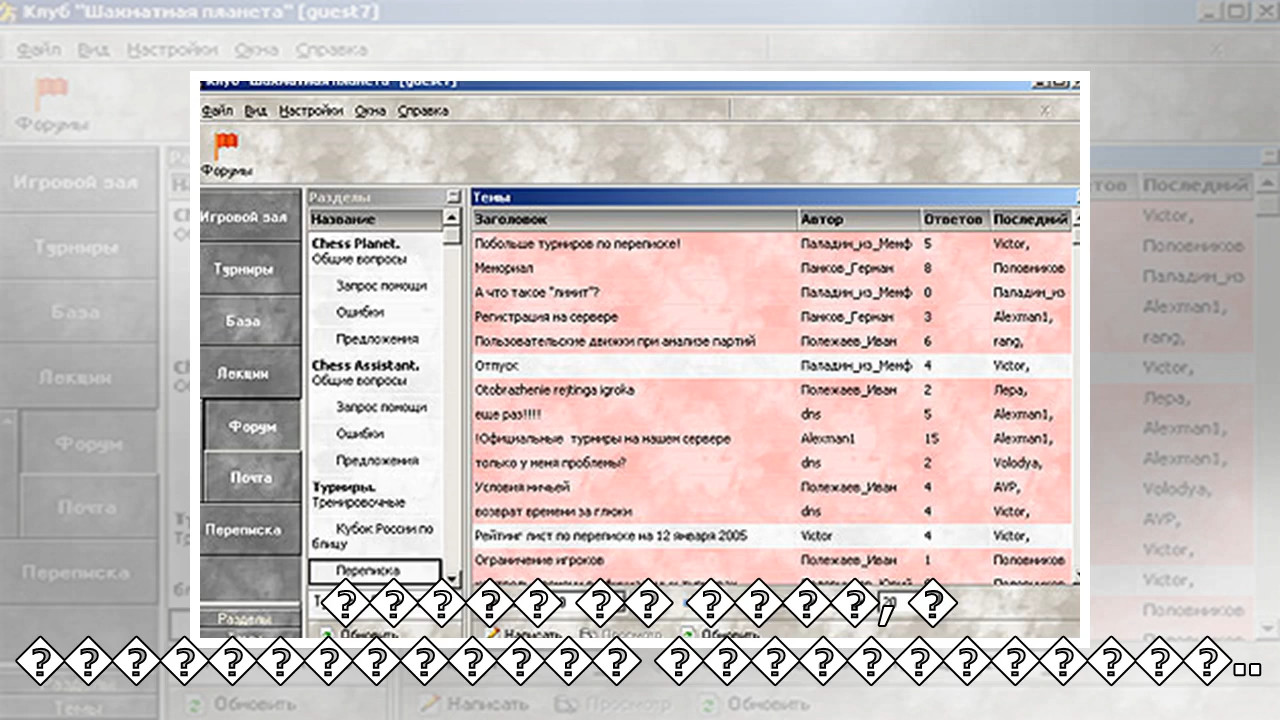 Клуб "Шахматная планета" [guest7]
Файл Вид Настройки Окна Справка
Форумы
Игровой зал
Турниры
База
Лекции
Форум
Почта
Переписка
Разделы
Разделы
Название
Chess Planet.
Общие вопросы
Запрос помощи
Ошибки
Предложения
Chess Assistant.
Общие вопросы
Запрос помощи
Ошибки
Предложения
Турниры.
Тренировочные
Кубок России по
блицу
Переписка
Темы
Заголовок Автор Ответов Последний
Побольше турниров по переписке! Паладин_из_Менф 5 Victor,
Мемориал Панков_Герман 8 Половников
А что такое "линит"? Паладин_из_Менф 0 Паладин_из
Регистрация на сервере Панков_Герман 3 Alexman1,
Пользовательские движки при анализе партий Полежаев_Иван 6 rang,
Отпуск Паладин_из_Менф 4 Victor,
Otobrazhenie rejtinga igroka Полежаев_Иван 2 Лера,
еше раз!!!! dns 5 Alexman1,
!Официальные турниры на нашем сервере Alexman1 15 Alexman1,
только у меня проблемы? dns 2 Volodya,
Условия ничьей Полежаев_Иван 4 AVP,
возврат времени за глюки dns 4 Victor,
Рейтинг лист по переписке на 12 января 2005 Victor 4 Victor,
Ограничение игроков Полежаев_Иван 1 Половников
Обновить Написать Просмотр Обновить